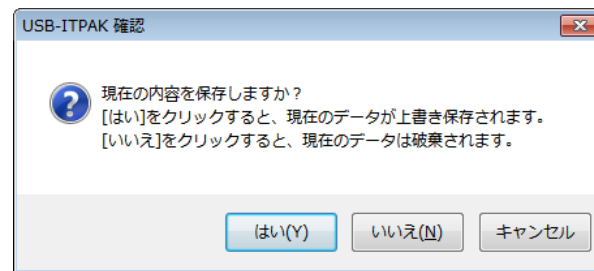 USB-ITPAK 確認
現在の内容を保存しますか?
[はい]をクリックすると、現在のデータが上書き保存されます。
[いいえ]をクリックすると、現在のデータは破棄されます。
はい(Y) いいえ(N) キャンセル